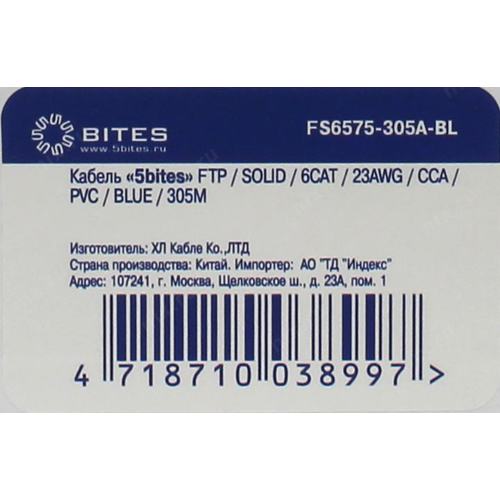 BITES
www.5bites.ru
FS6575-305A-BL
Кабель «5bites» FTP / SOLID / 6CAT / 23AWG / CCA /
PVC / BLUE / 305M
Изготовитель: ХЛ Кабле Ко.,ЛТД
Страна производства: Китай. Импортер: АО "ТД "Индекс"
Адрес: 107241, г. Москва, Щелковское ш., д. 23А, пом. 1
4 718710 038997 >